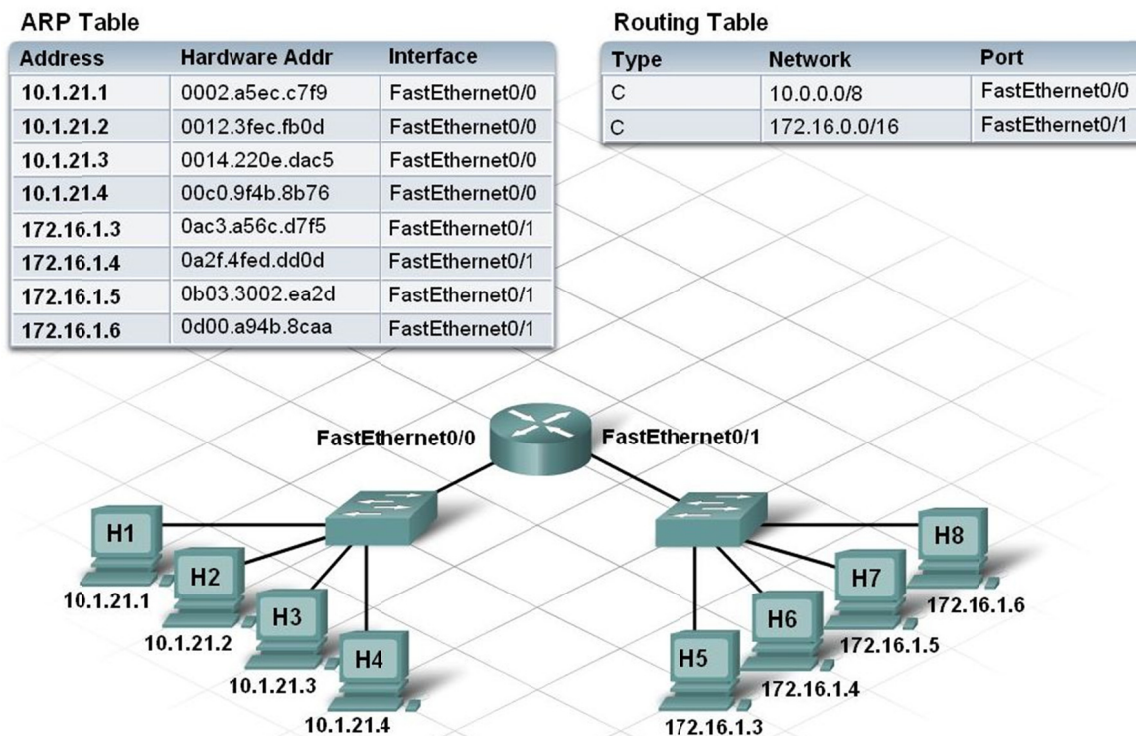 ARP Table
Address Hardware Addr Interface
10.1.21.1 0002.a5ec.c7f9 FastEthernet0/0
10.1.21.2 0012.3fec.fb0d FastEthernet0/0
10.1.21.3 0014.220e.dac5 FastEthernet0/0
10.1.21.4 00c0.9f4b.8b76 FastEthernet0/0
172.16.1.3 0ac3.a56c.d7f5 FastEthernet0/1
172.16.1.4 0a2f.4fed.dd0d FastEthernet0/1
172.16.1.5 0b03.3002.ea2d FastEthernet0/1
172.16.1.6 0d00.a94b.8caa FastEthernet0/1
Routing Table
Type Network Port
C 10.0.0.0/8 FastEthernet0/0
C 172.16.0.0/16 FastEthernet0/1
FastEthernet0/0
FastEthernet0/1
H1
10.1.21.1
H2
10.1.21.2
H3
10.1.21.3
H4
10.1.21.4
H5
172.16.1.3
H6
172.16.1.4
H7
172.16.1.5
H8
172.16.1.6